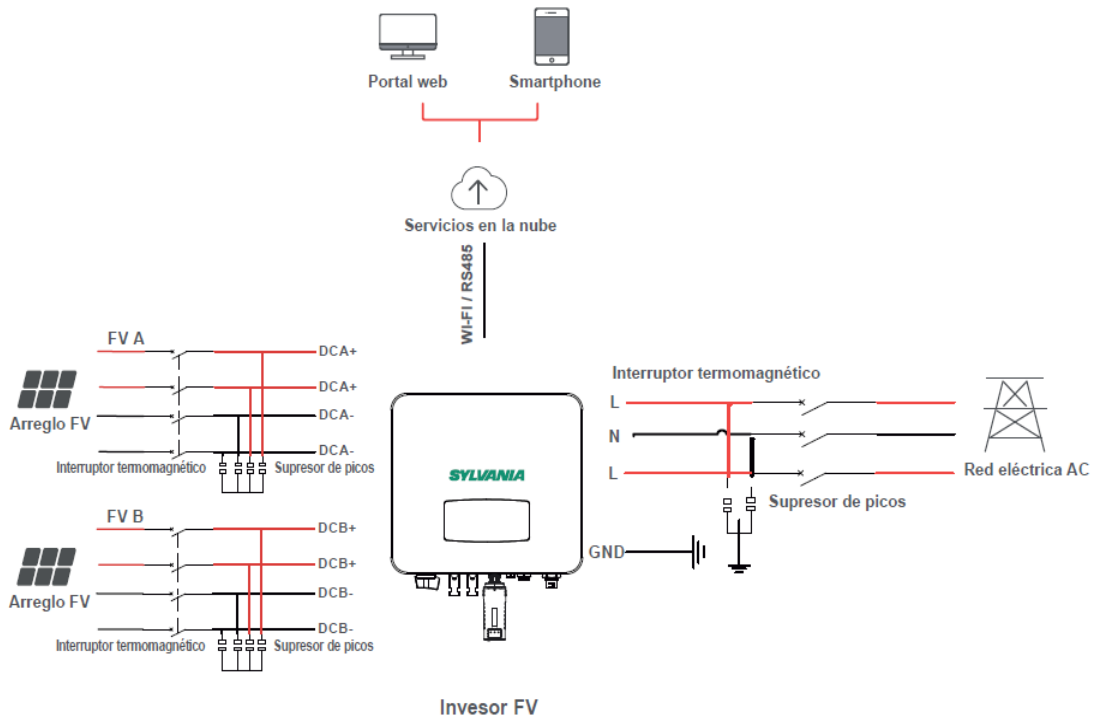 Portal web
Smartphone
Servicios en la nube
WI-FI / RS485
FV A
DCA+
DCA+
Arreglo FV
DCA-
DCA-
Interruptor termomagnético
Supresor de picos
FV B
DCB+
DCB+
Arreglo FV
DCB-
DCB-
Interruptor termomagnético
Supresor de picos
SYLVANIA
Interruptor termomagnético
L
N
L
Red eléctrica AC
Supresor de picos
GND
Invesor FV